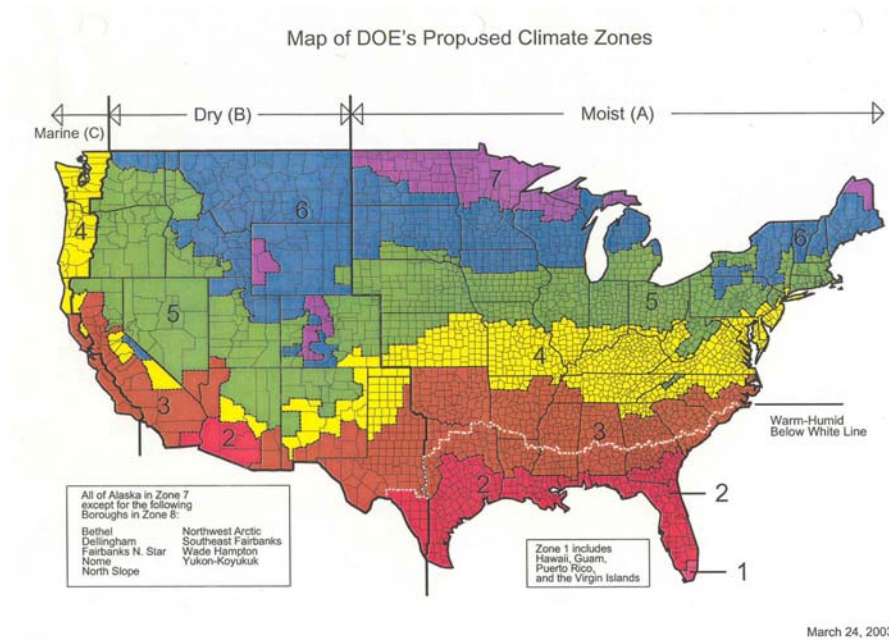 Map of DOE's Proposed Climate Zones
Marine (C)
Dry (B)
Moist (A)
7
6
6
4
5
5
4
3
3
2
2
Warm-Humid
Below White Line
2
1
All of Alaska in Zone 7
except for the following
Boroughs in Zone 8:
Bethel
Dellingham
Fairbanks N. Star
Nome
North Slope
Northwest Arctic
Southeast Fairbanks
Wade Hampton
Yukon-Koyukuk
Zone 1 includes
Hawaii, Guam,
Puerto Rico,
and the Virgin Islands
March 24, 2003